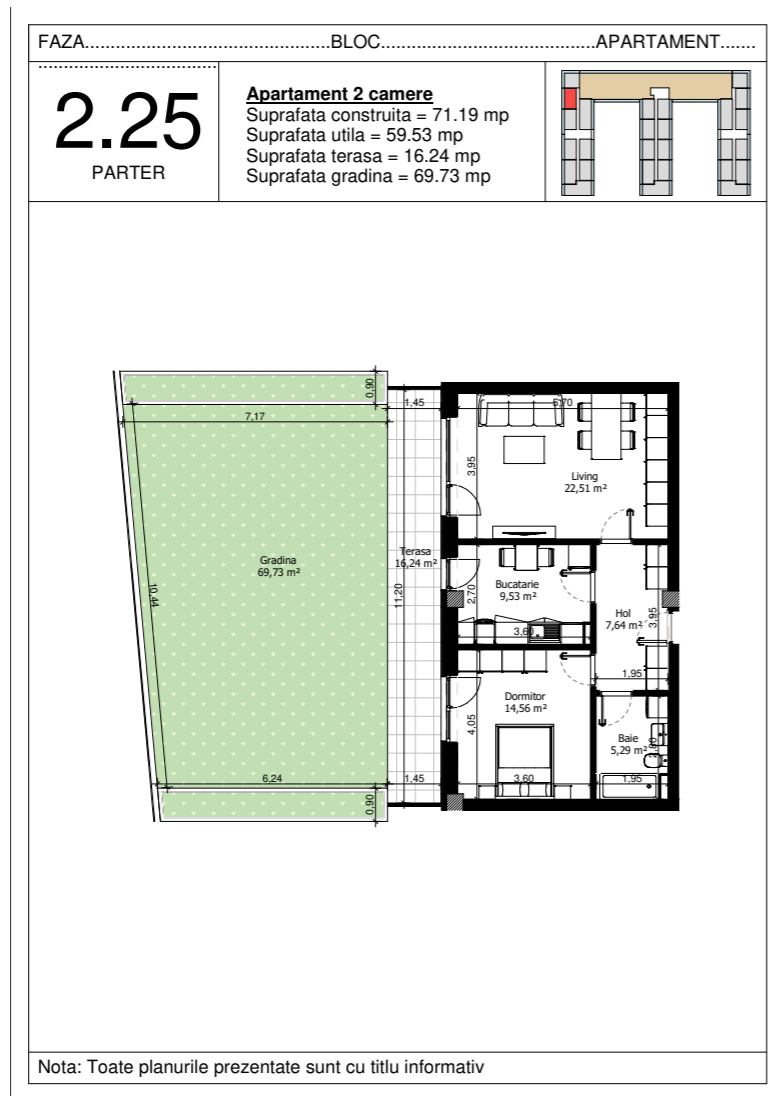 FAZA...............................................BLOC..........................................APARTAMENT.......
..................................
2.25
PARTER
Apartament 2 camere
Suprafata construita = 71.19 mp
Suprafata utila = 59.53 mp
Suprafata terasa = 16.24 mp
Suprafata gradina = 69.73 mp
0,90
1,45
5,70
7,17
3,95
Living
22,51 m²
Gradina
69,73 m²
Terasa
16,24 m²
10,44
11,20
2,70
Bucatarie
9,53 m²
3,60
Hol
7,64 m²
3,95
1,95
Dormitor
14,56 m²
4,05
Baie
5,29 m²
6,24
1,45
3,60
1,95
0,90
Nota: Toate planurile prezentate sunt cu titlu informativ